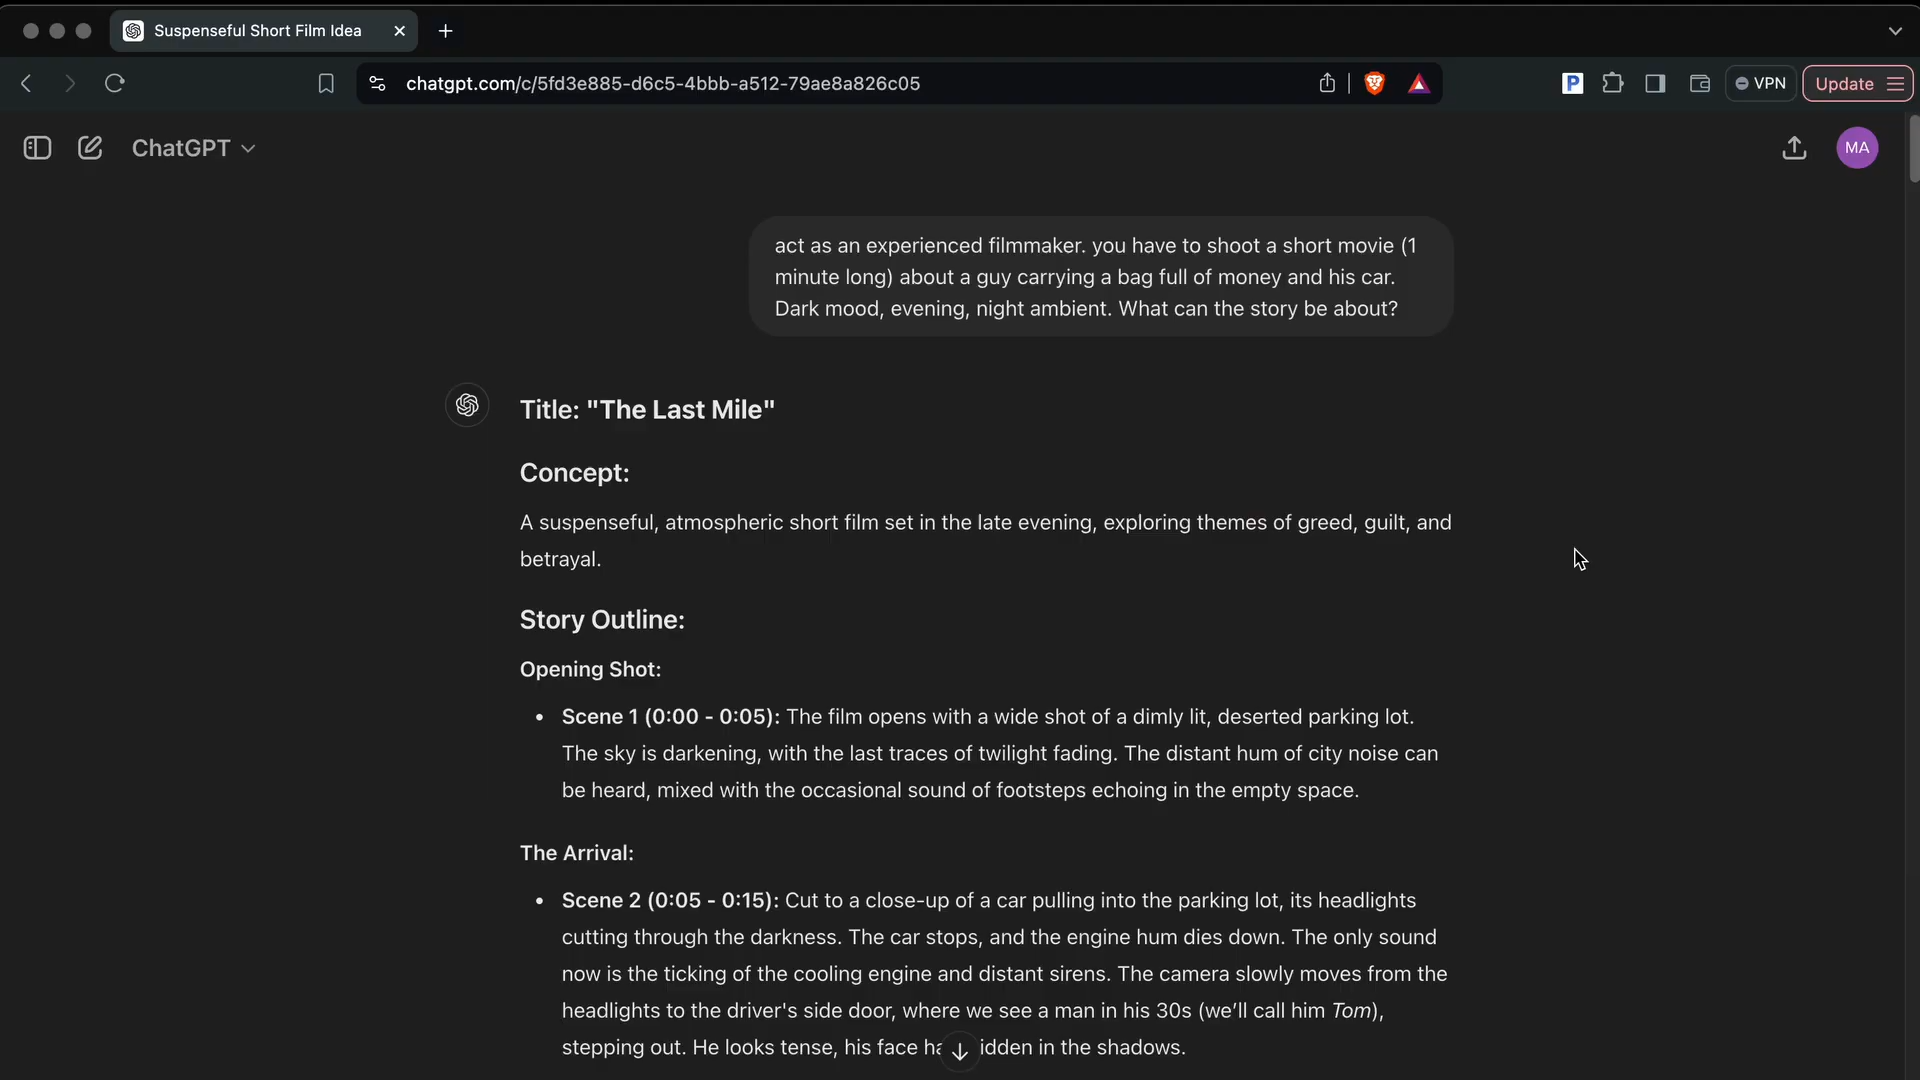 Suspenseful Short Film Idea
chatgpt.com/c/5fd3e885-d6c5-4bbb-a512-79ae8a826c05
P
VPN
Update
ChatGPT
MA
act as an experienced filmmaker. you have to shoot a short movie (1
minute long) about a guy carrying a bag full of money and his car.
Dark mood, evening, night ambient. What can the story be about?
Title: "The Last Mile"
Concept:
A suspenseful, atmospheric short film set in the late evening, exploring themes of greed, guilt, and
betrayal.
Story Outline:
Opening Shot:
• Scene 1 (0:00 - 0:05): The film opens with a wide shot of a dimly lit, deserted parking lot.
The sky is darkening, with the last traces of twilight fading. The distant hum of city noise can
be heard, mixed with the occasional sound of footsteps echoing in the empty space.
The Arrival:
• Scene 2 (0:05 - 0:15): Cut to a close-up of a car pulling into the parking lot, its headlights
cutting through the darkness. The car stops, and the engine hum dies down. The only sound
now is the ticking of the cooling engine and distant sirens. The camera slowly moves from the
headlights to the driver's side door, where we see a man in his 30s (we’ll call him Tom),
stepping out. He looks tense, his face in the shadows.